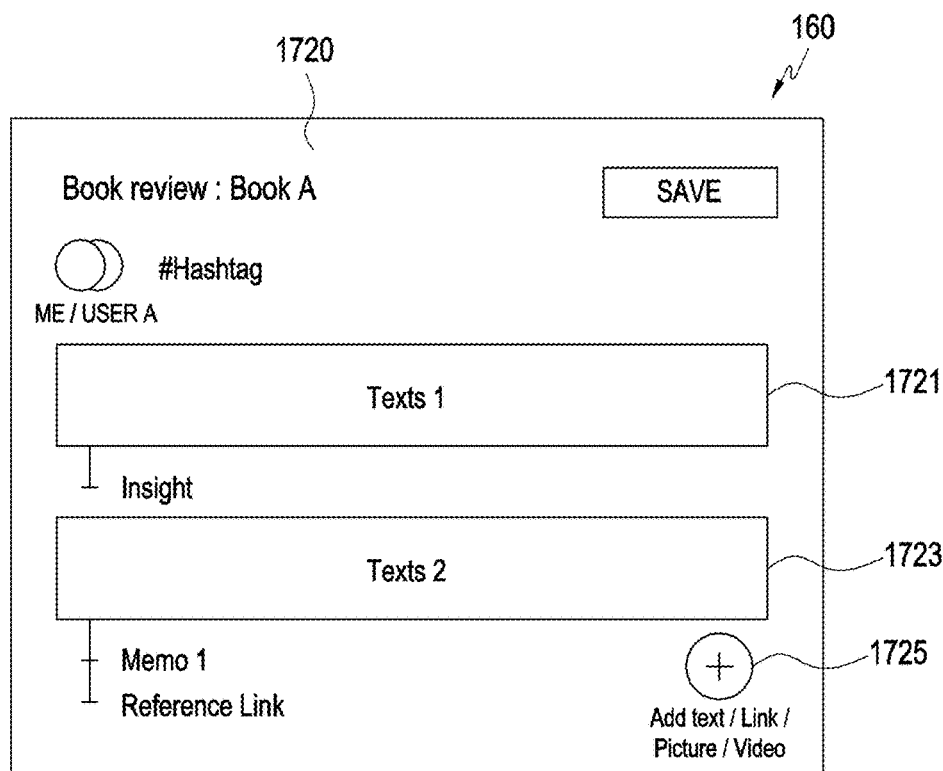 160
1720
Book review : Book A
SAVE
#Hashtag
ME / USER A
Texts 1
1721
Insight
Texts 2
1723
Memo 1
1725
Reference Link
Add text / Link /
Picture / Video